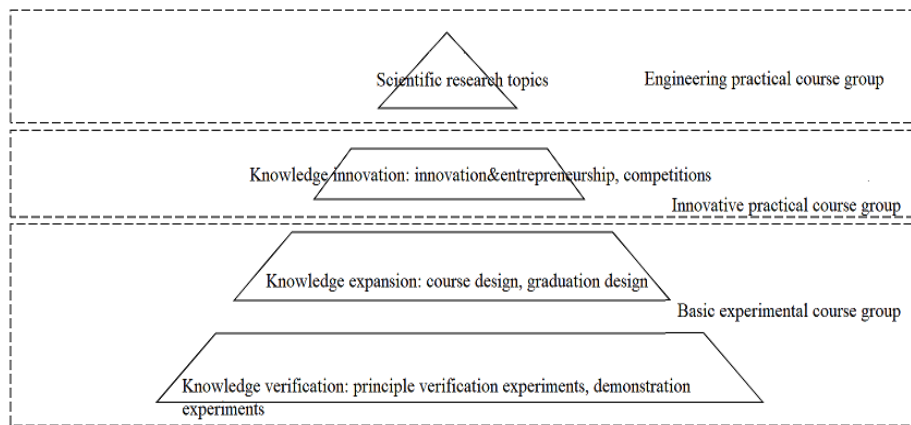 Scientific research topics
Engineering practical course group
Knowledge innovation: innovation&entrepreneurship, competitions
Innovative practical course group
Knowledge expansion: course design, graduation design
Basic experimental course group
Knowledge verification: principle verification experiments, demonstration
experiments